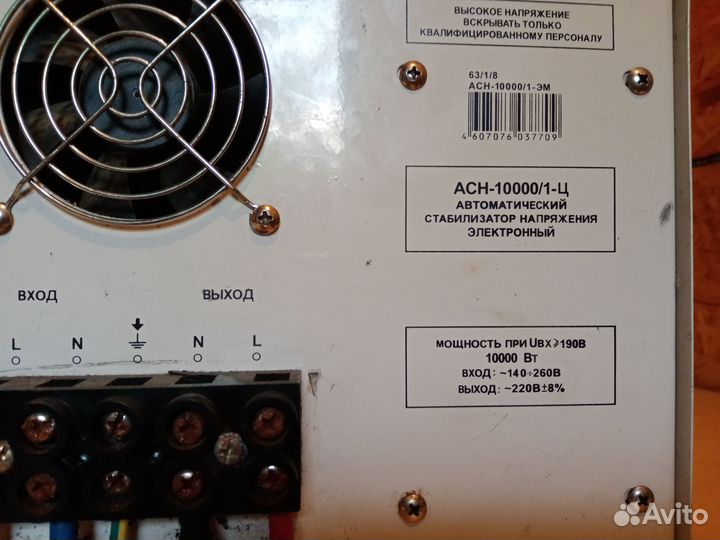 ВЫСОКОЕ НАПРЯЖЕНИЕ
ВСКРЫВАТЬ ТОЛЬКО
КВАЛИФИЦИРОВАННОМУ ПЕРСОНАЛУ
63/1/8
АСН-10000/1-ЭМ
4 607076 037709
АСН-10000/1-Ц
АВТОМАТИЧЕСКИЙ
СТАБИЛИЗАТОР НАПРЯЖЕНИЯ
ЭЛЕКТРОННЫЙ
ВХОД ВЫХОД
L N N L
МОЩНОСТЬ ПРИ UВХ⩾190В
10000 Вт
ВХОД: ~140÷260В
ВЫХОД: ~220В±8%
Avito